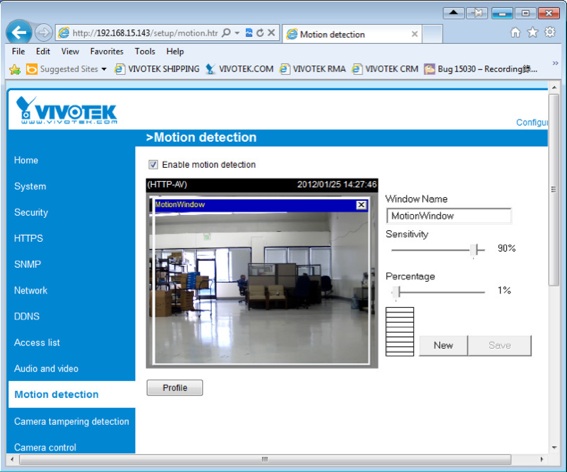 http://192.168.15.143/setup/motion.htr
Motion detection
File Edit View Favorites Tools Help
Suggested Sites
VIVOTEK SHIPPING
VIVOTEK.COM
VIVOTEK RMA
VIVOTEK CRM
Bug 15030 – Recording錄...
VIVOTEK
WWW.VIVOTEK.COM
Configur
>Motion detection
Home
System
Security
HTTPS
SNMP
Network
DDNS
Access list
Audio and video
Motion detection
Camera tampering detection
Camera control
Enable motion detection
(HTTP-AV) 2012/01/25 14:27:46
MotionWindow
Window Name
MotionWindow
Sensitivity
90%
Percentage
1%
New
Save
Profile